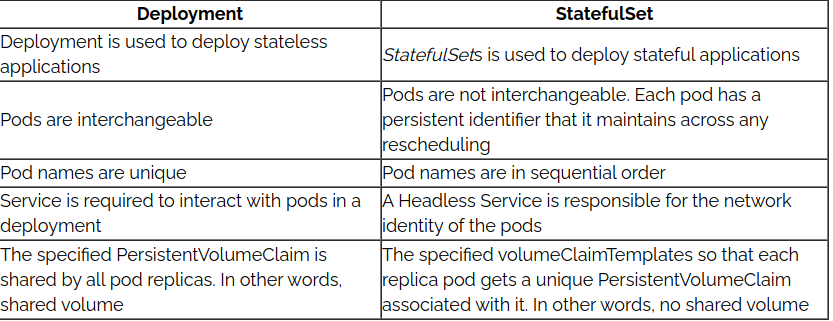 Deployment
StatefulSet
Deployment is used to deploy stateless
applications
StatefulSets is used to deploy stateful applications
Pods are interchangeable
Pods are not interchangeable. Each pod has a
persistent identifier that it maintains across any
rescheduling
Pod names are unique
Pod names are in sequential order
Service is required to interact with pods in a
deployment
A Headless Service is responsible for the network
identity of the pods
The specified PersistentVolumeClaim is
shared by all pod replicas. In other words,
shared volume
The specified volumeClaimTemplates so that each
replica pod gets a unique PersistentVolumeClaim
associated with it. In other words, no shared volume